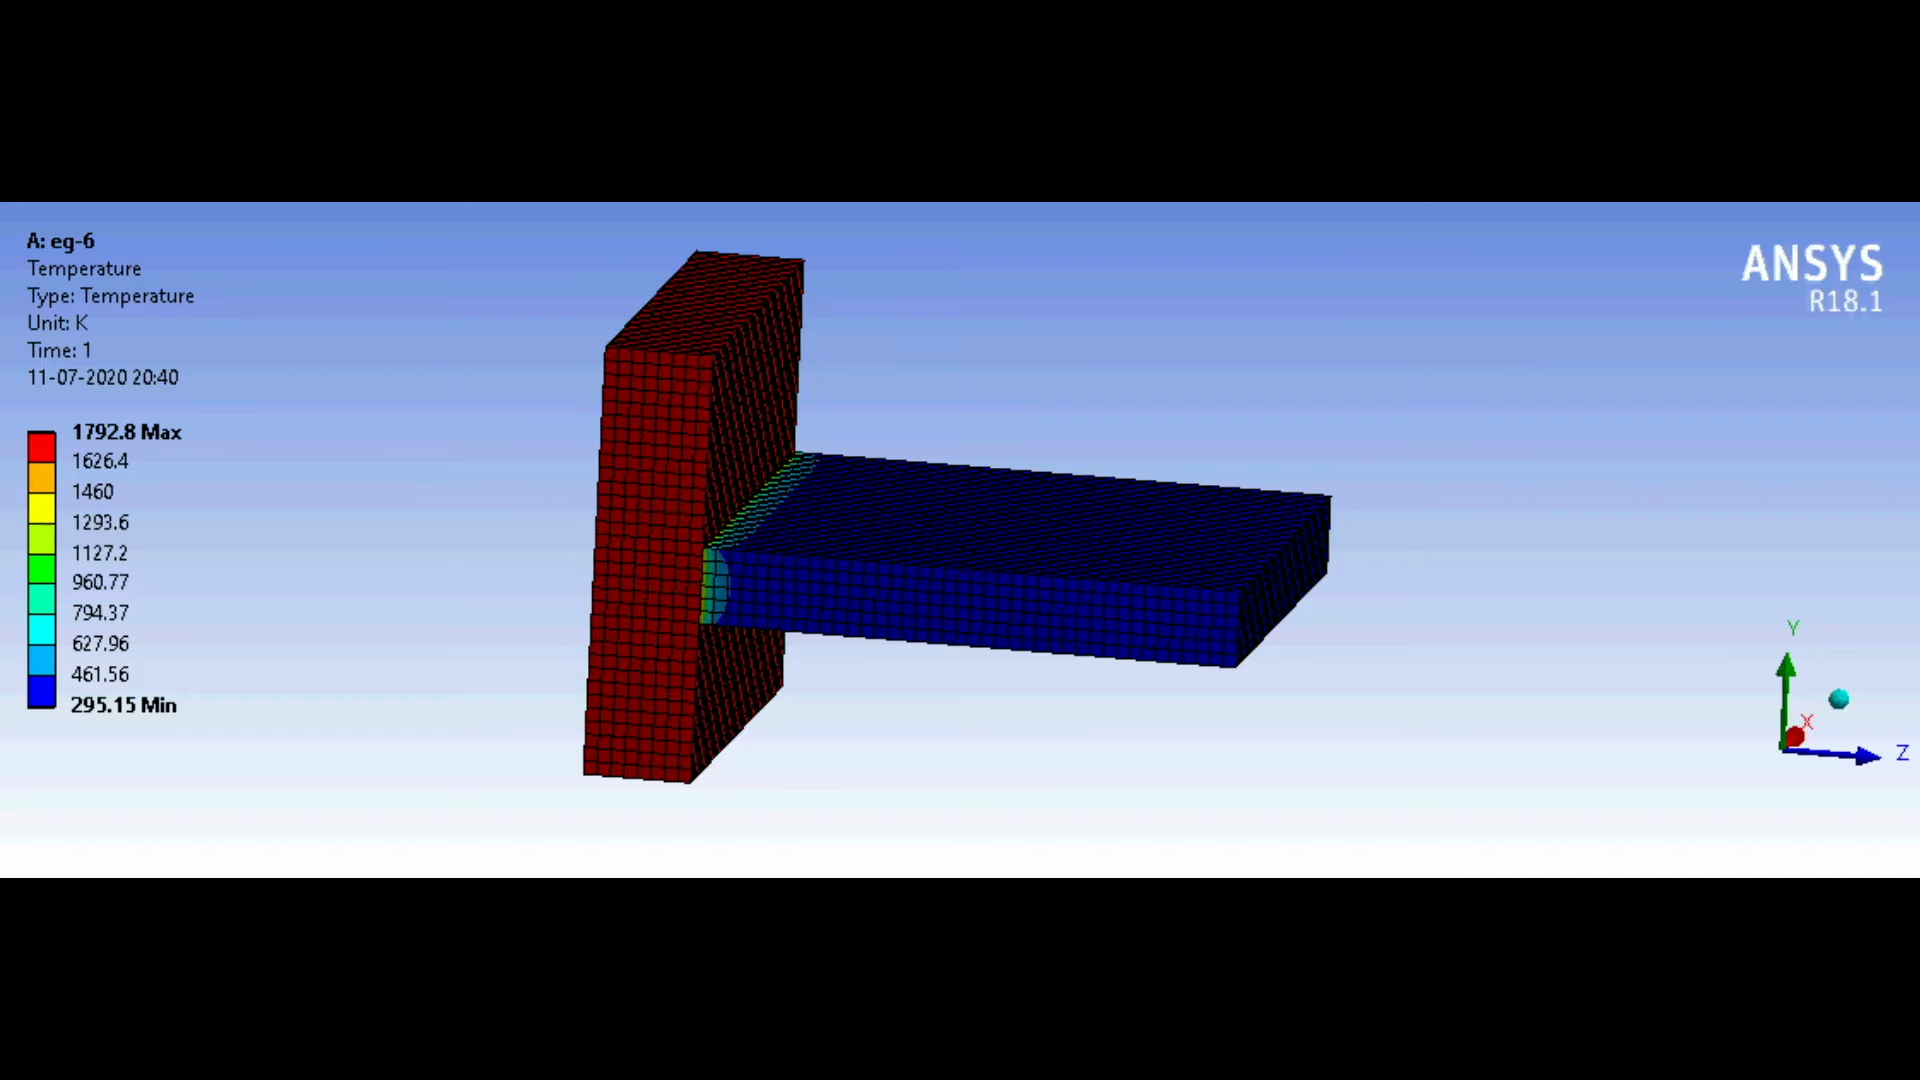 A: eg-6
Temperature
Type: Temperature
Unit: K
Time: 1
11-07-2020 20:40
1792.8 Max
1626.4
1460
1293.6
1127.2
960.77
794.37
627.96
461.56
295.15 Min
ANSYS
R18.1
Y
X
Z